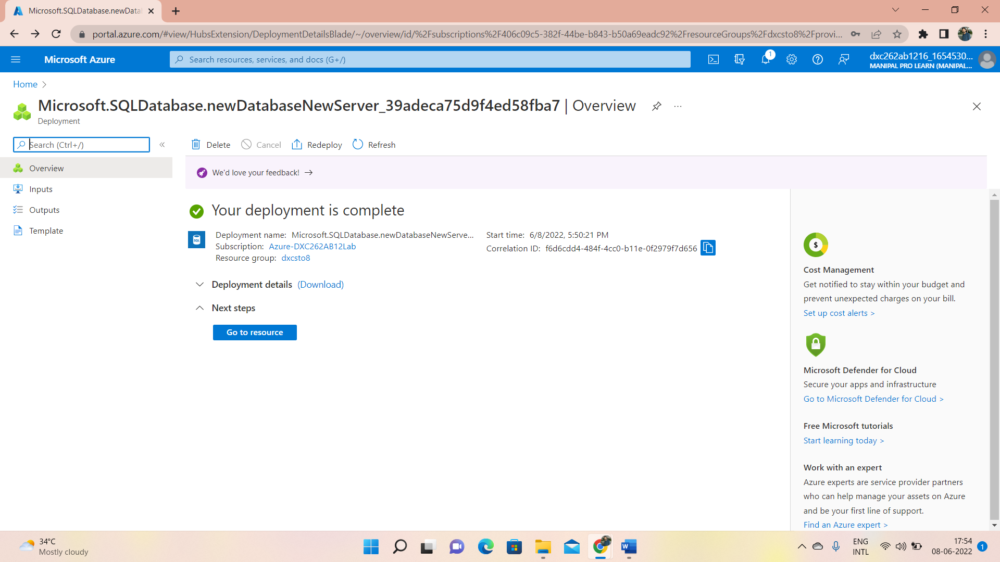 Microsoft.SQLDatabase.newData
portal.azure.com/#view/HubsExtension/DeploymentDetailsBlade/~/overview/id/%2Fsubscriptions%2F406c09c5-382f-44be-b843-b50a69eadc92%2FresourceGroups%2Fdxcsto8%2Fprovi...
Microsoft Azure
Search resources, services, and docs (G+/)
1
dxc262ab1216_1654530...
MANIPAL PRO LEARN (MANIPAL...
Home
Microsoft.SQLDatabase.newDatabaseNewServer_39adeca75d9f4ed58fba7 | Overview
Deployment
Search (Ctrl+/)
Delete
Cancel
Redeploy
Refresh
Overview
Inputs
Outputs
Template
We'd love your feedback!
Your deployment is complete
SQL
Deployment name: Microsoft.SQLDatabase.newDatabaseNewServe...
Subscription: Azure-DXC262AB12Lab
Resource group: dxcsto8
Start time: 6/8/2022, 5:50:21 PM
Correlation ID: f6d6cdd4-484f-4cc0-b11e-0f2979f7d656
Deployment details (Download)
Next steps
Go to resource
$
Cost Management
Get notified to stay within your budget and
prevent unexpected charges on your bill.
Set up cost alerts >
Microsoft Defender for Cloud
Secure your apps and infrastructure
Go to Microsoft Defender for Cloud >
Free Microsoft tutorials
Start learning today >
Work with an expert
Azure experts are service provider partners
who can help manage your assets on Azure
and be your first line of support.
Find an Azure expert >
34°C
Mostly cloudy
W
ENG
INTL
17:54
08-06-2022
1